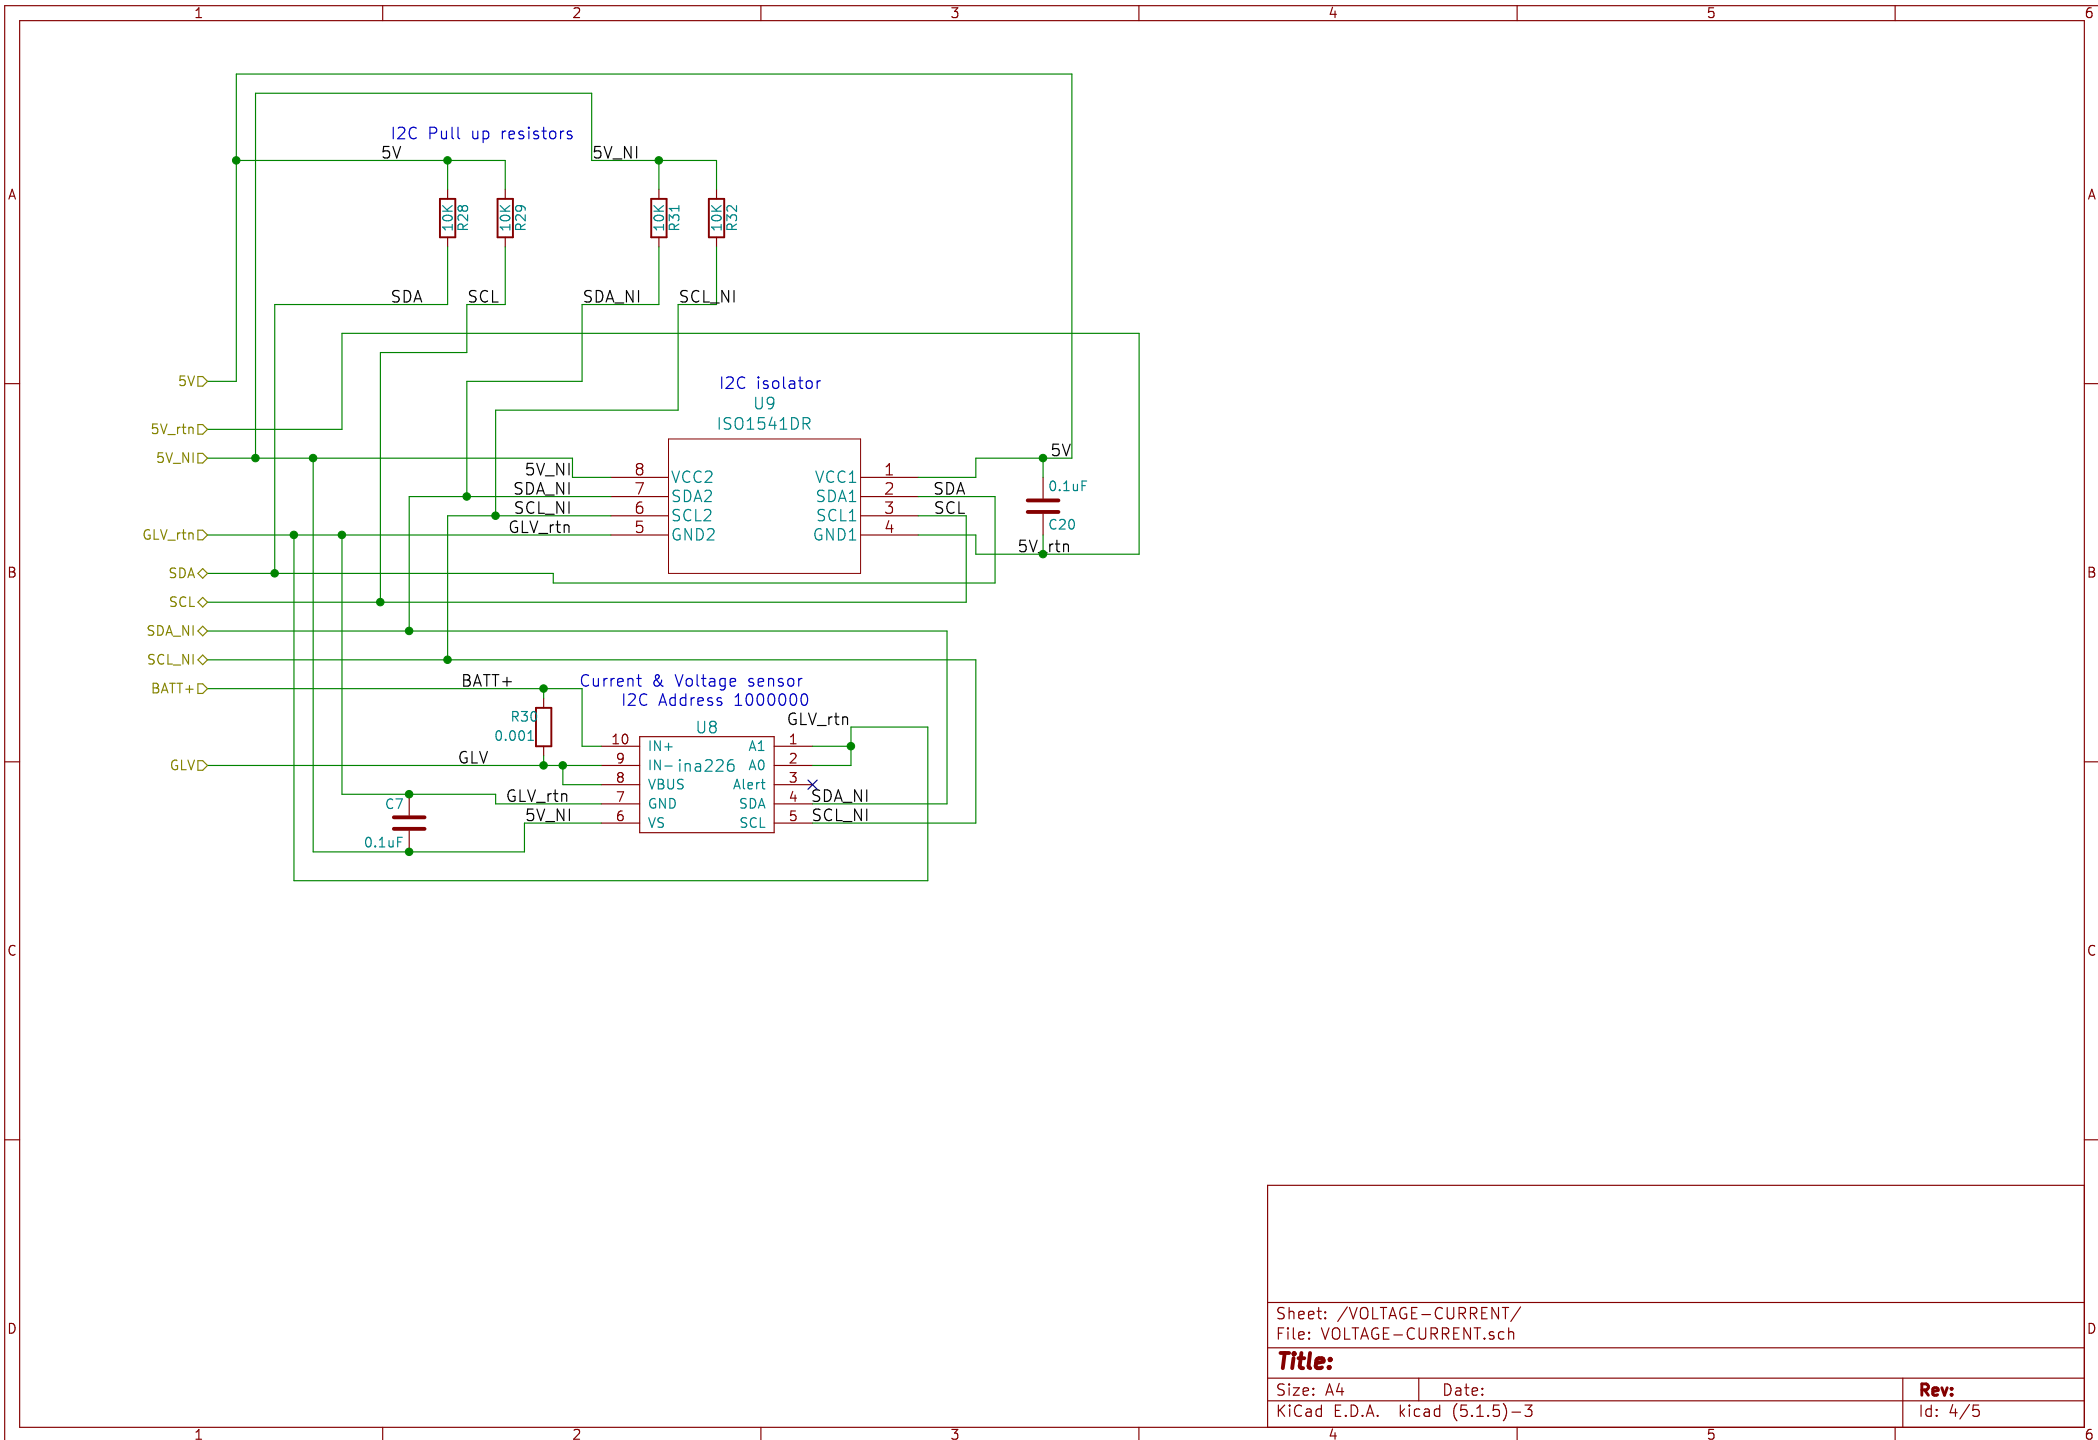 1 2 3 4 5 6
I2C Pull up resistors
5V
5V_NI
A
A
10K
R28
10K
R29
10K
R31
10K
R32
SDA
SCL
SDA_NI
SCL_NI
5V
I2C isolator
U9
ISO1541DR
5V_rtn
5V_NI
5V
5V_NI
8
VCC2
VCC1
1
SDA_NI
7
SDA2
SDA1
2
SDA
0.1uF
SCL_NI
6
SCL2
SCL1
3
SCL
C20
GLV_rtn
GLV_rtn
5
GND2
GND1
4
5V_rtn
B
SDA
B
SCL
SDA_NI
SCL_NI
BATT+
BATT+
Current & Voltage sensor
I2C Address 1000000
R30
0.001
U8
GLV_rtn
10
IN+
A1
1
GLV
GLV
9
IN-
ina226
A0
2
8
VBUS
Alert
3
C7
0.1uF
GLV_rtn
7
GND
SDA
4
SDA_NI
5V_NI
6
VS
SCL
5
SCL_NI
C
C
D
D
Sheet: /VOLTAGE-CURRENT/
File: VOLTAGE-CURRENT.sch
Title:
Size: A4
Date:
Rev:
KiCad E.D.A. kicad (5.1.5)-3
Id: 4/5
1 2 3 4 5 6